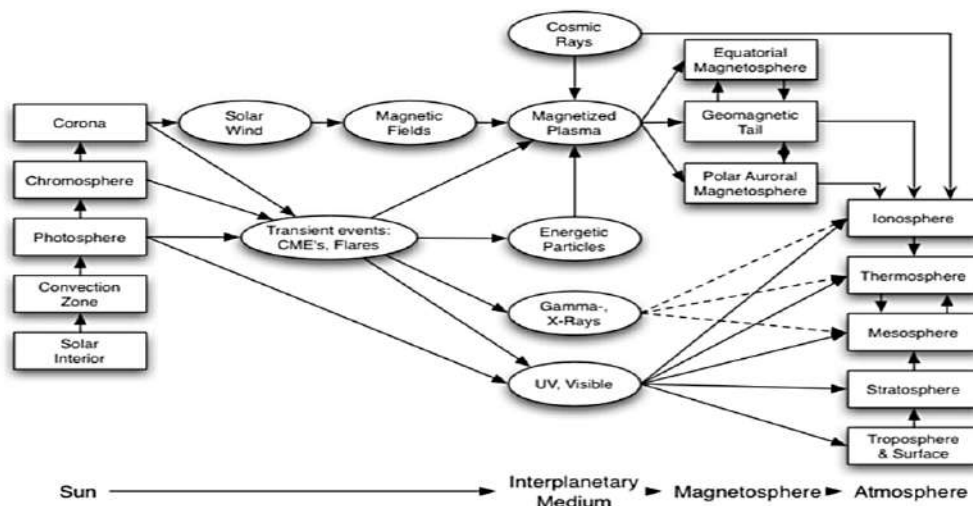 Cosmic
Rays
Equatorial
Magnetosphere
Corona
Solar
Wind
Magnetic
Fields
Magnetized
Plasma
Geomagnetic
Tail
Chromosphere
Polar Auroral
Magnetosphere
Photosphere
Transient events:
CME's, Flares
Energetic
Particles
Ionosphere
Convection
Zone
Gamma-,
X-Rays
Thermosphere
Solar
Interior
Mesosphere
UV, Visible
Stratosphere
Troposphere
& Surface
Sun
Interplanetary
Medium
Magnetosphere
Atmosphere